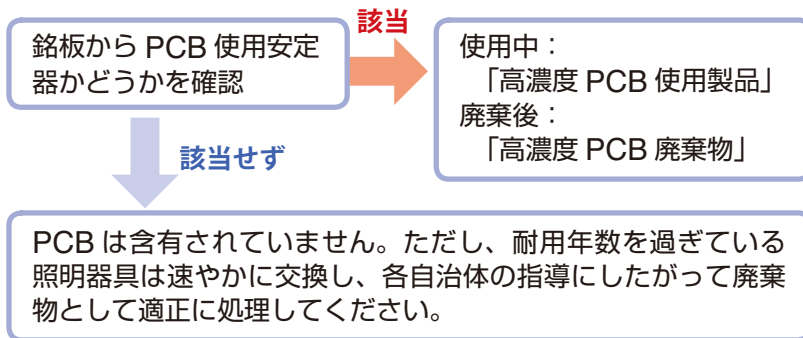 銘板から PCB 使用安定
器かどうかを確認
該当
使用中：
「高濃度 PCB 使用製品」
廃棄後：
「高濃度 PCB 廃棄物」
該当せず
PCB は含有されていません。ただし、耐用年数を過ぎている
照明器具は速やかに交換し、各自治体の指導にしたがって廃棄
物として適正に処理してください。